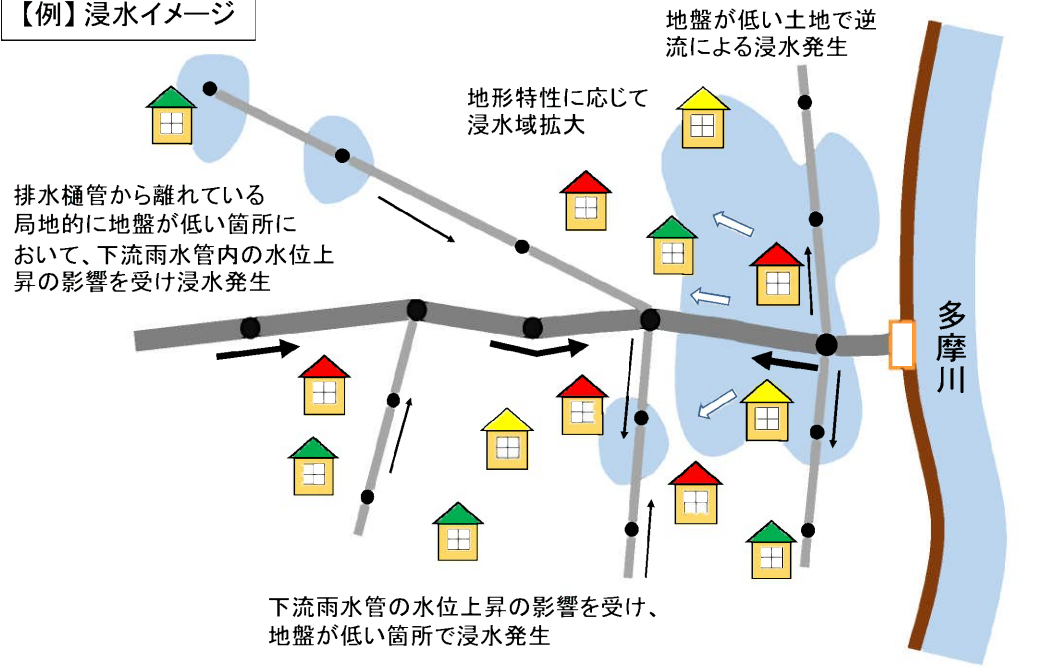 【例】浸水イメージ
地盤が低い土地で逆
流による浸水発生
地形特性に応じて
浸水域拡大
排水樋管から離れている
局地的に地盤が低い箇所に
おいて、下流雨水管内の水位上
昇の影響を受け浸水発生
多摩川
下流雨水管の水位上昇の影響を受け、
地盤が低い箇所で浸水発生